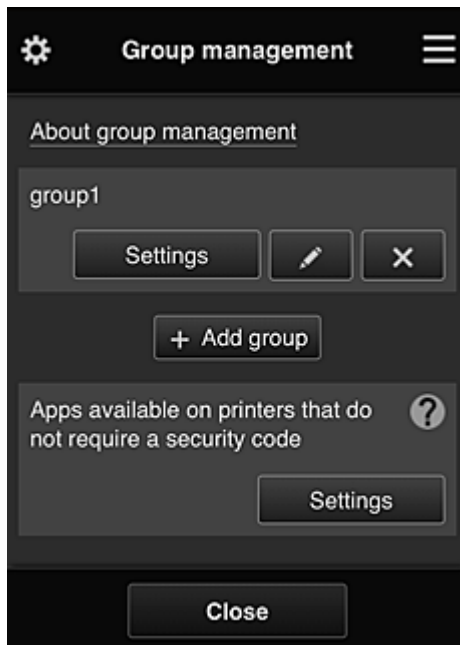 Group management
About group management
group1
Settings
+ Add group
Apps available on printers that do
not require a security code
?
Settings
Close